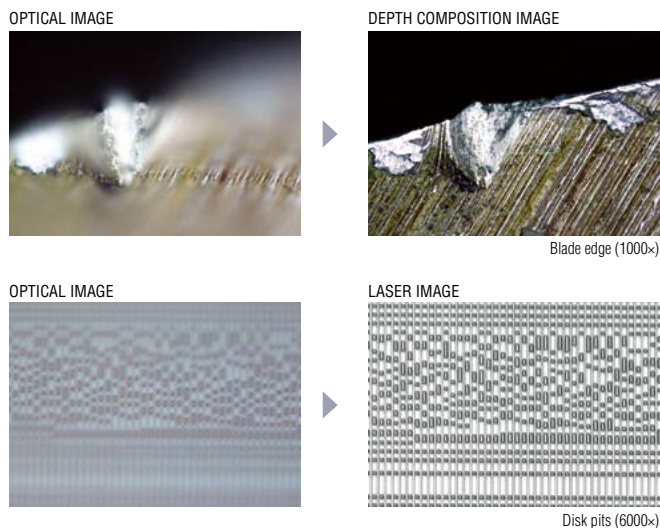 OPTICAL IMAGE
DEPTH COMPOSITION IMAGE
Blade edge (1000×)
OPTICAL IMAGE
LASER IMAGE
Disk pits (6000×)